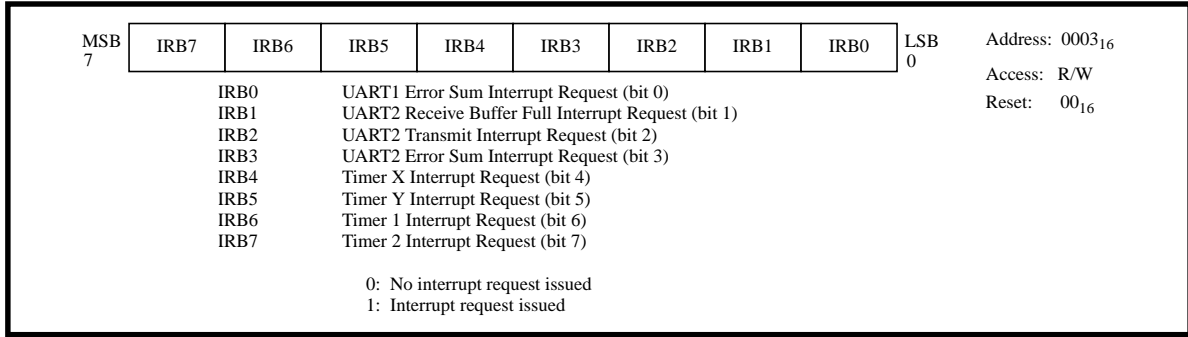 MSB 7 IRB7 IRB6 IRB5 IRB4 IRB3 IRB2 IRB1 IRB0 LSB 0
Address: 0003₁₆
Access: R/W
Reset: 00₁₆
IRB0 UART1 Error Sum Interrupt Request (bit 0)
IRB1 UART2 Receive Buffer Full Interrupt Request (bit 1)
IRB2 UART2 Transmit Buffer Interrupt Request (bit 2)
IRB3 UART2 Error Sum Interrupt Request (bit 3)
IRB4 Timer X Interrupt Request (bit 4)
IRB5 Timer Y Interrupt Request (bit 5)
IRB6 Timer 1 Interrupt Request (bit 6)
IRB7 Timer 2 Interrupt Request (bit 7)
0: No interrupt request issued
1: Interrupt request issued